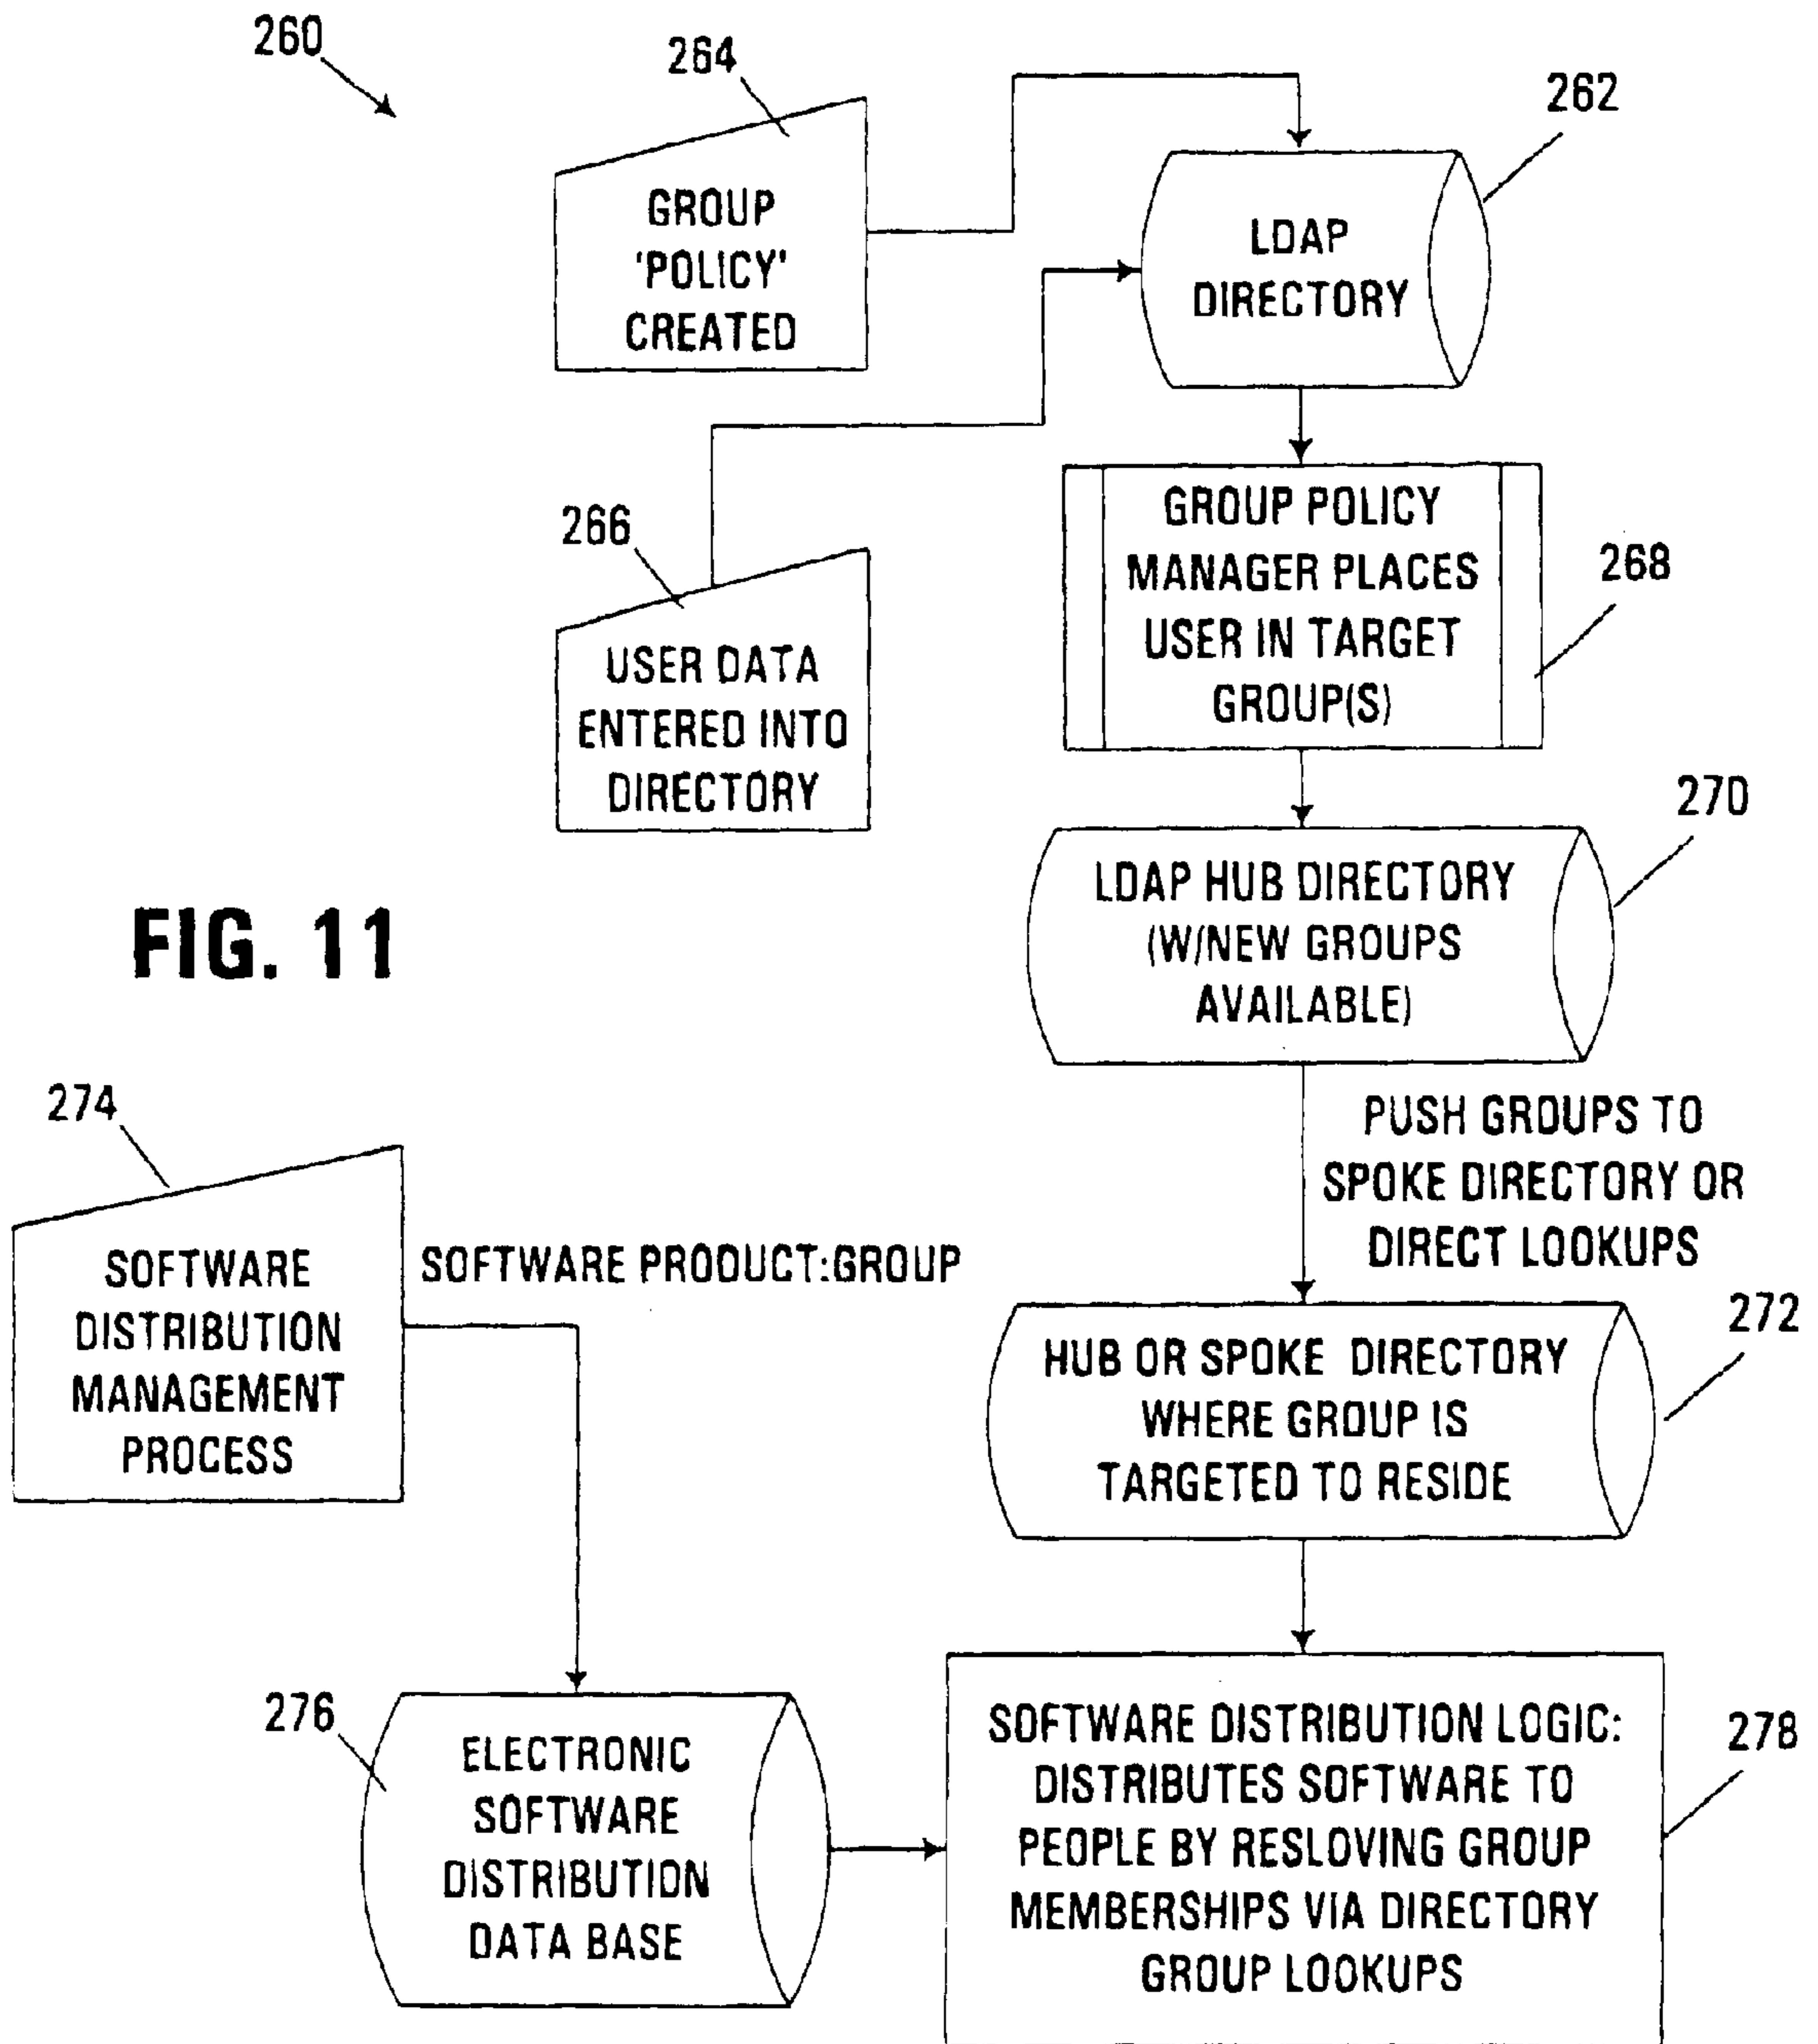 260
264
262
GROUP
'POLICY'
CREATED
LDAP
DIRECTORY
266
USER DATA
ENTERED INTO
DIRECTORY
GROUP POLICY
MANAGER PLACES
USER IN TARGET
GROUP(S)
268
270
LDAP HUB DIRECTORY
(W/NEW GROUPS
AVAILABLE)
FIG. 11
274
PUSH GROUPS TO
SPOKE DIRECTORY OR
DIRECT LOOKUPS
SOFTWARE
DISTRIBUTION
MANAGEMENT
PROCESS
SOFTWARE PRODUCT:GROUP
272
HUB OR SPOKE DIRECTORY
WHERE GROUP IS
TARGETED TO RESIDE
276
ELECTRONIC
SOFTWARE
DISTRIBUTION
DATA BASE
SOFTWARE DISTRIBUTION LOGIC:
DISTRIBUTES SOFTWARE TO
PEOPLE BY RESLOVING GROUP
MEMBERSHIPS VIA DIRECTORY
GROUP LOOKUPS
278